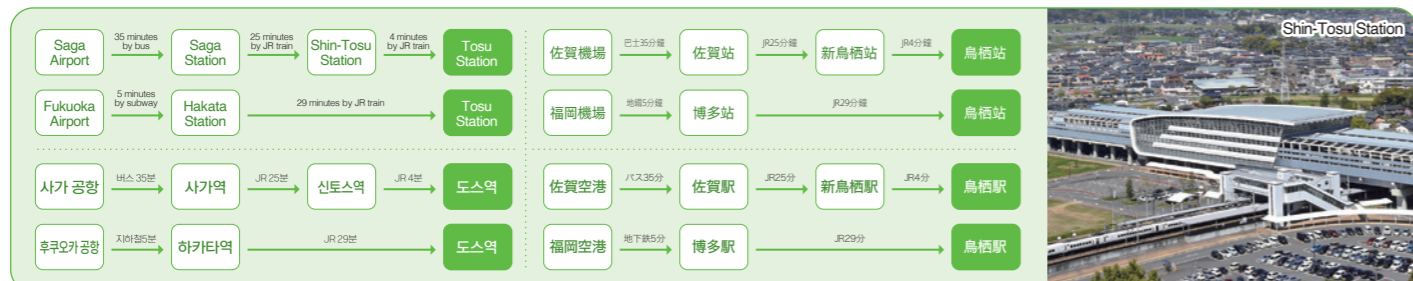 35 minutes
by bus
25 minutes
by JR train
4 minutes
by JR train
Saga
Airport
Saga
Station
Shin-Tosu
Station
Tosu
Station
5 minutes
by subway
29 minutes by JR train
Fukuoka
Airport
Hakata
Station
Tosu
Station
巴士35分鐘
JR25分鐘
JR4分鐘
佐賀機場
佐賀站
新鳥栖站
鳥栖站
地鐵5分鐘
JR29分鐘
福岡機場
博多站
鳥栖站
버스 35분
JR 25분
JR 4분
사가 공항
사가역
신토스역
도스역
지하철5분
JR 29분
후쿠오카 공항
하카타역
도스역
バス35分
JR25分
JR4分
佐賀空港
佐賀駅
新鳥栖駅
鳥栖駅
地下鉄5分
JR29分
福岡空港
博多駅
鳥栖駅
Shin-Tosu Station